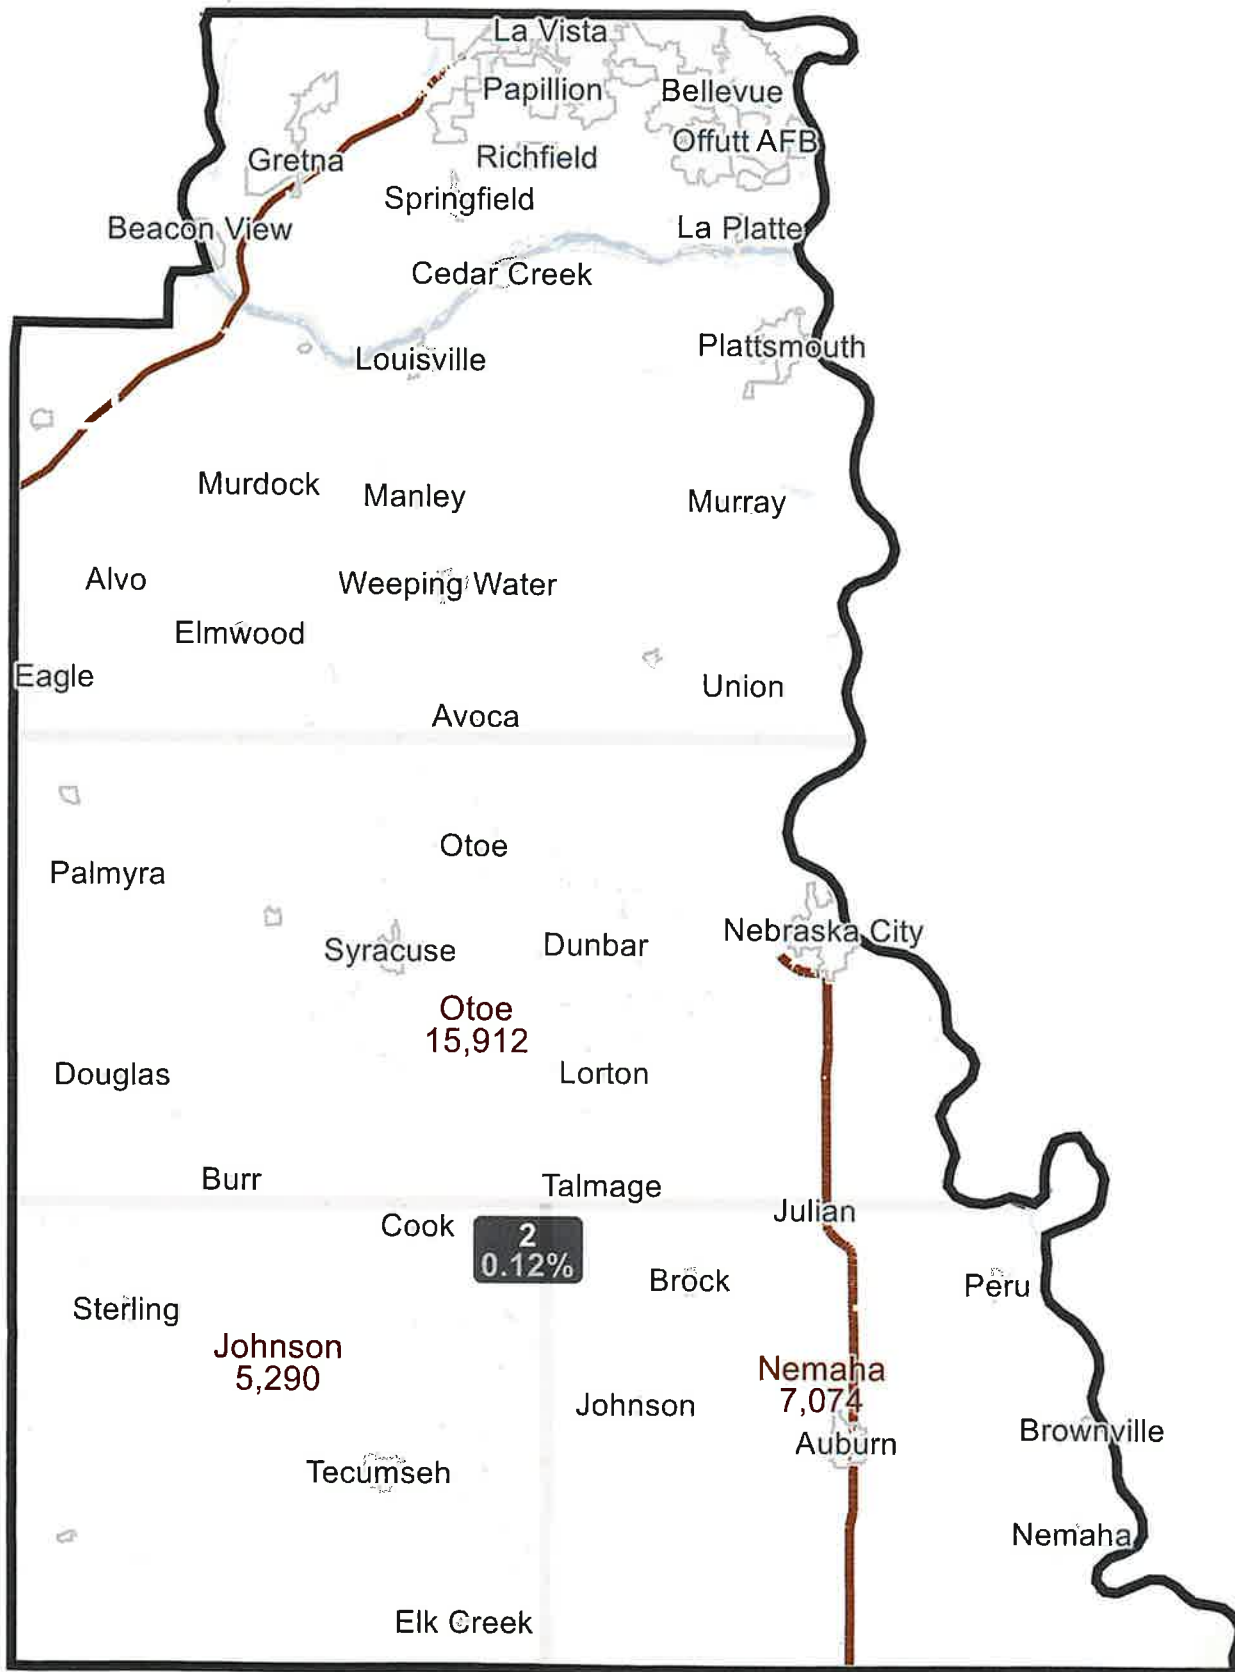 La Vista
Papillion
Bellevue
Offutt AFB
Gretna
Richfield
Springfield
Beacon View
La Platte
Cedar Creek
Plattsmouth
Louisville
Murdock
Manley
Murray
Alvo
Weeping Water
Elmwood
Eagle
Union
Avoca
Otoe
Palmyra
Nebraska City
Syracuse
Dunbar
Otoe
15,912
Douglas
Lorton
Burr
Talmage
Julian
Cook
2
0.12%
Brock
Peru
Sterling
Johnson
5,290
Nemaha
7,074
Johnson
Auburn
Brownville
Tecumseh
Nemaha
Elk Creek